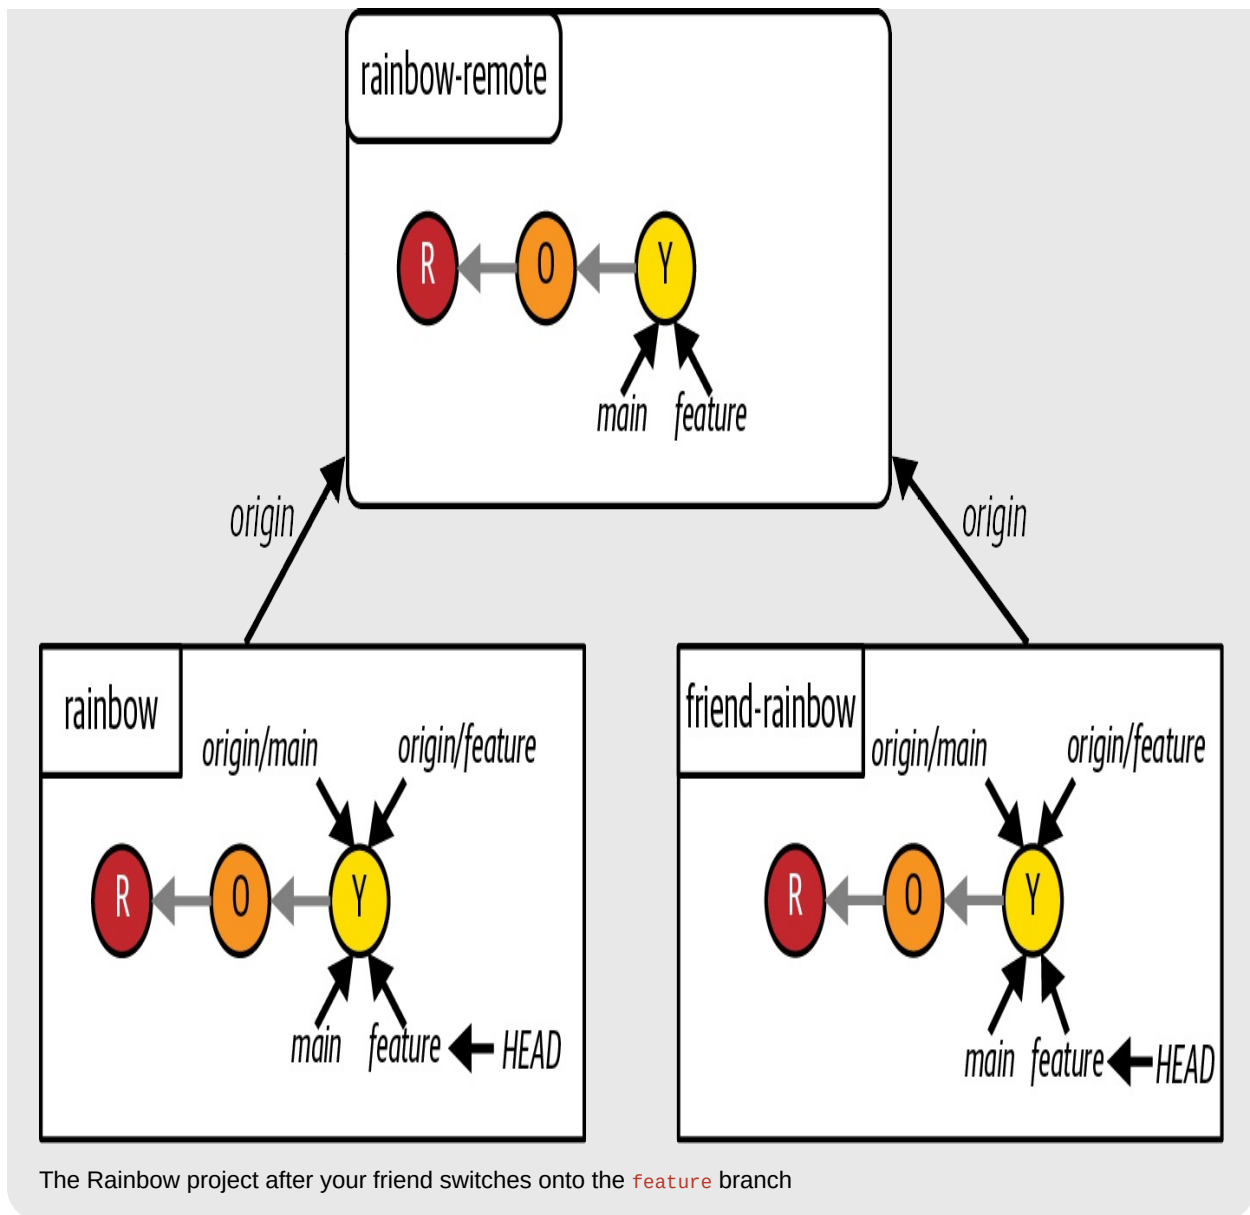 rainbow-remote
R
O
Y
main feature
origin
origin
rainbow
origin/main origin/feature
R
O
Y
main feature HEAD
friend-rainbow
origin/main origin/feature
R
O
Y
main feature HEAD
The Rainbow project after your friend switches onto the feature branch